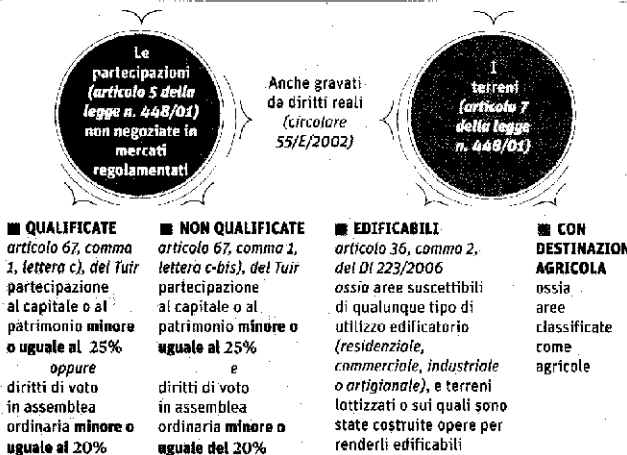 Le
partecipazioni
(articolo 5 della
legge n. 448/01)
non negoziate in
mercati
regolamentati
Anche gravati
da diritti reali
(circolare
55/E/2002)
I
terreni
(articolo 7
della legge
n. 448/01)
■ QUALIFICATE
articolo 67, comma
1, lettera c), del Tuir
partecipazione
al capitale o al
patrimonio minore
o uguale al 25%
oppure
diritti di voto
in assemblea
ordinaria minore o
uguale al 20%
■ NON QUALIFICATE
articolo 67, comma 1,
lettera c-bis), del Tuir
partecipazione
al capitale o al
patrimonio minore o
uguale al 25%
e
diritti di voto
in assemblea
ordinaria minore o
uguale del 20%
■ EDIFICABILI
articolo 36, comma 2,
del Dl 223/2006
ossia aree suscettibili
di qualunque tipo di
utilizzo edificatorio
(residenziale,
commerciale, industriale
o artigianale), e terreni
lottizzati o sui quali sono
state costruite opere per
renderli edificabili
■ CON
DESTINAZION
AGRICOLA
ossia
aree
classificate
come
agricole